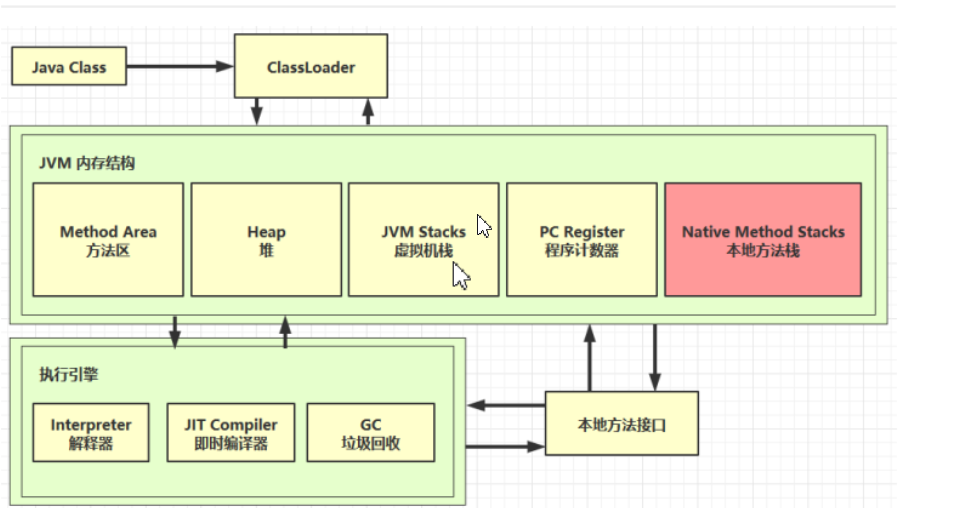 Java Class
ClassLoader
JVM 内存结构
Method Area
方法区
Heap
堆
JVM Stacks
虚拟机栈
PC Register
程序计数器
Native Method Stacks
本地方法栈
执行引擎
Interpreter
解释器
JIT Compiler
即时编译器
GC
垃圾回收
本地方法接口